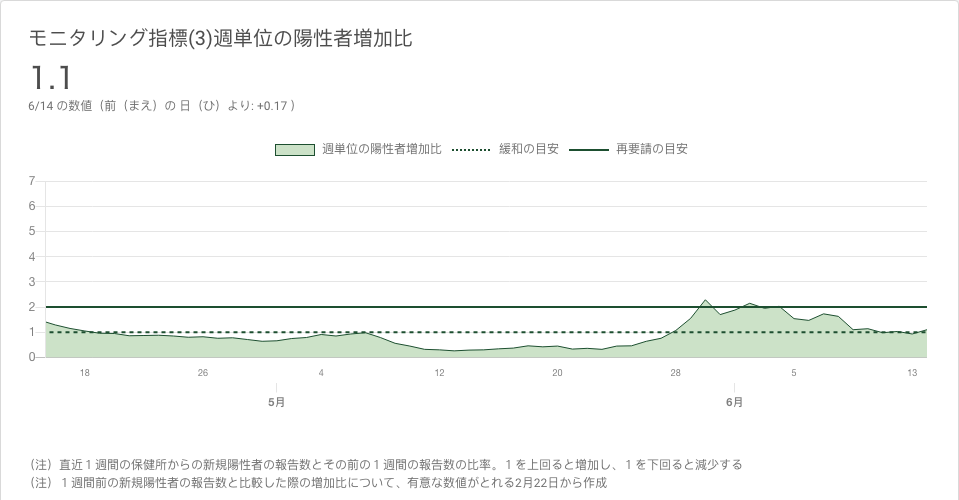 モニタリング指標(3)週単位の陽性者増加比
1.1
6/14 の数値（前（まえ）の 日（ひ）より: +0.17 ）
週単位の陽性者増加比 緩和の目安 再要請の目安
7
6
5
4
3
2
1
0
18 26 4 12 20 28 5 13
5月 6月
（注）直近１週間の保健所からの新規陽性者の報告数とその前の１週間の報告数の比率。１を上回ると増加し、１を下回ると減少する
（注）１週間前の新規陽性者の報告数と比較した際の増加比について、有意な数値がとれる2月22日から作成